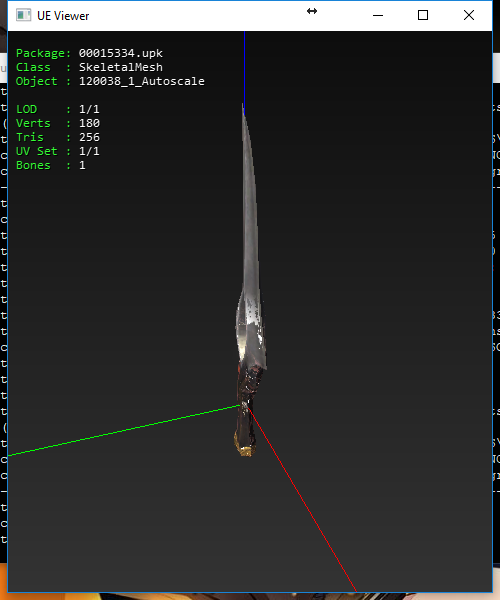 UE Viewer
Package: 00015334.upk
Class : SkeletalMesh
Object : 120038_1_Autoscale
LOD : 1/1
Verts : 180
Tris : 256
UV Set : 1/1
Bones : 1